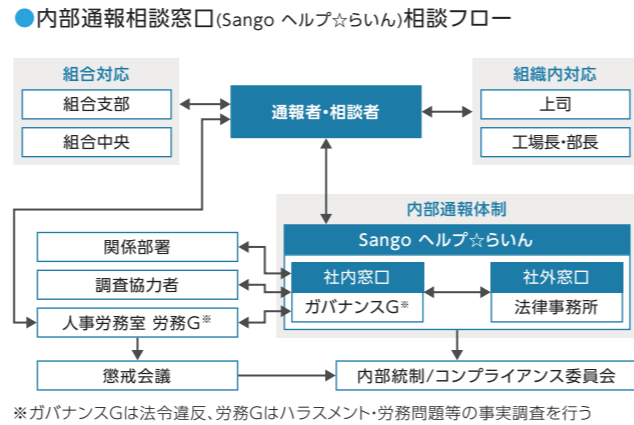 ●内部通報相談窓口(Sango ヘルプ☆らいん)相談フロー
組合対応
組合支部
組合中央
通報者・相談者
組織内対応
上司
工場長・部長
内部通報体制
Sango ヘルプ☆らいん
関係部署
調査協力者
人事労務室 労務G※
社内窓口
ガバナンスG※
社外窓口
法律事務所
懲戒会議
内部統制/コンプライアンス委員会
※ガバナンスGは法令違反、労務Gはハラスメント・労務問題等の事実調査を行う